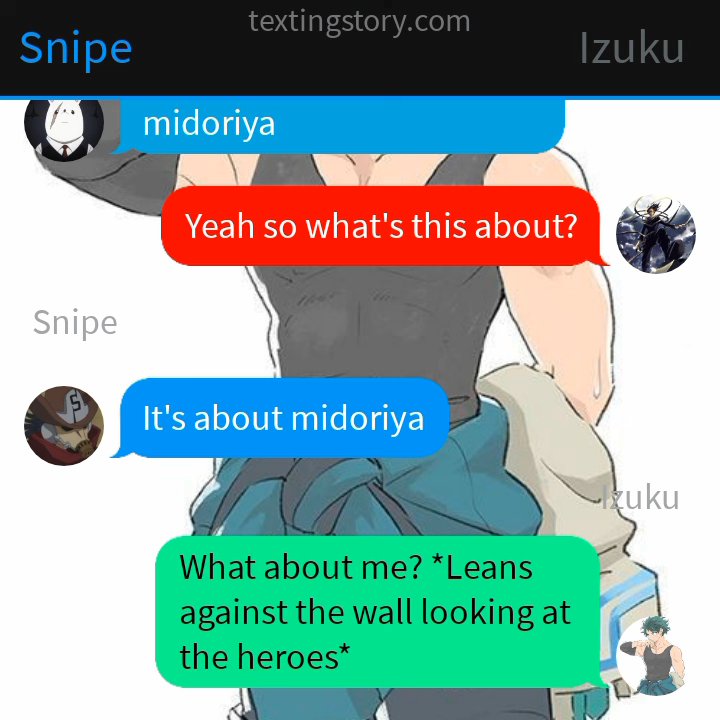 textingstory.com
Snipe
Izuku
midoriya
Yeah so what's this about?
Snipe
It's about midoriya
Izuku
What about me? *Leans
against the wall looking at
the heroes*